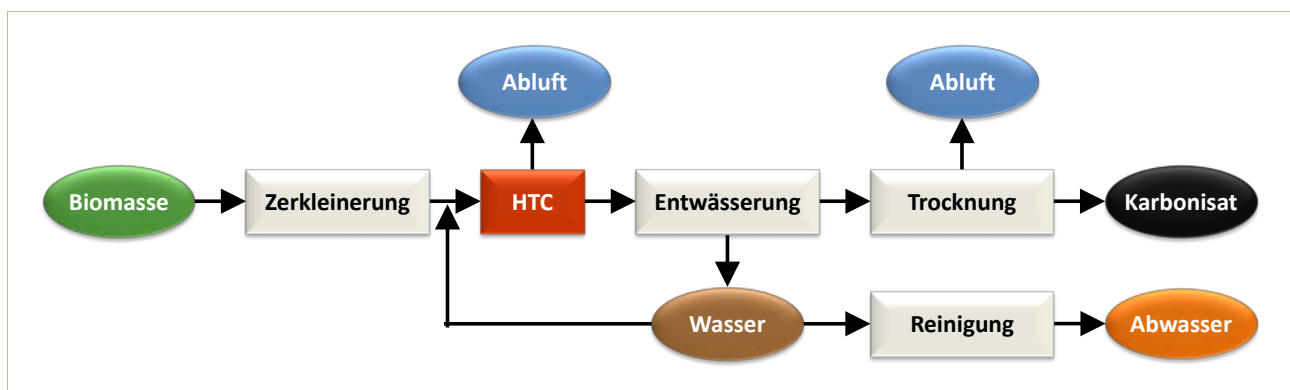 Abluft
Abluft
Biomasse
Zerkleinerung
HTC
Entwässerung
Trocknung
Karbonisat
Wasser
Reinigung
Abwasser